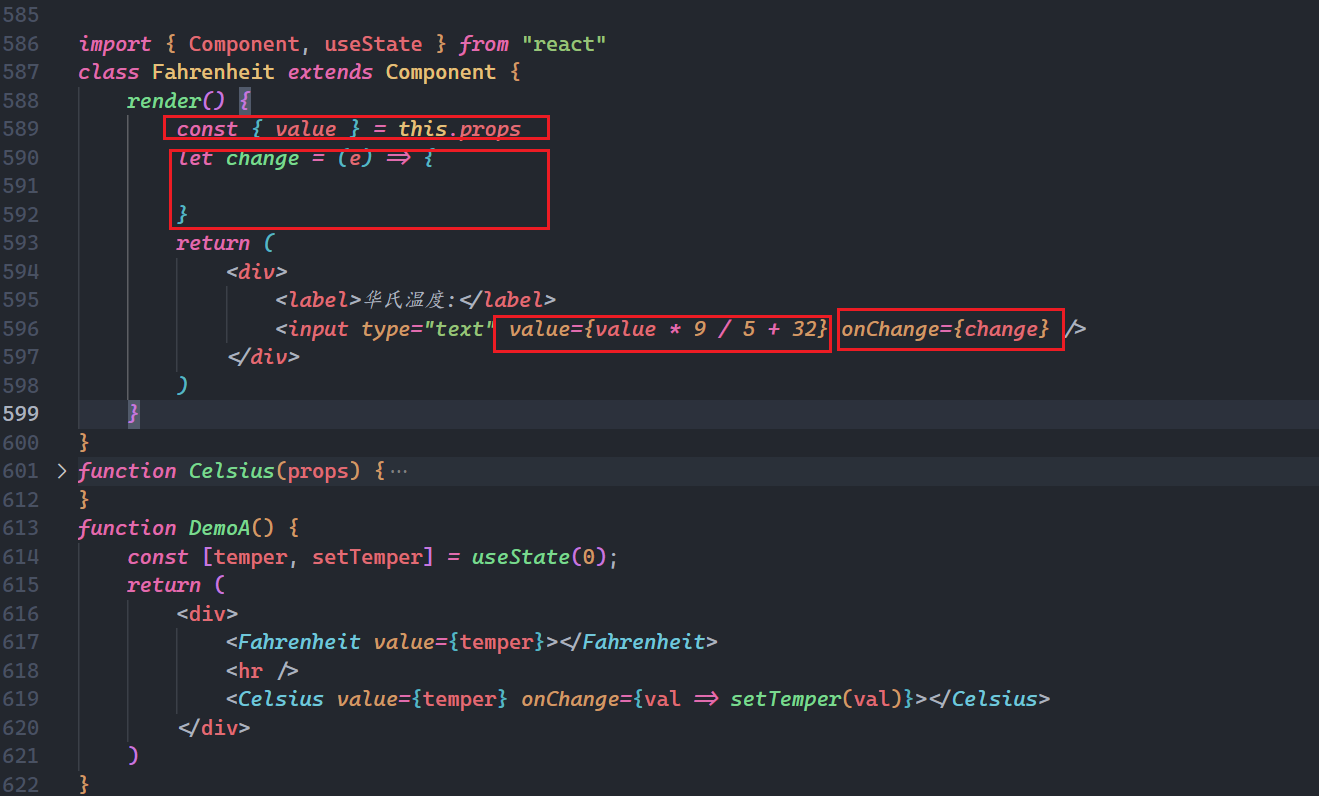 585
586 import { Component, useState } from "react"
587 class Fahrenheit extends Component {
588 render() {
589 const { value } = this.props
590 let change = (e) => {
591
592 }
593 return (
594 <div>
595 <label>华氏温度:</label>
596 <input type="text" value={value * 9 / 5 + 32} onChange={change} />
597 </div>
598 )
599 }
600 }
601 > function Celsius(props) {···
612 }
613 function DemoA() {
614 const [temper, setTemper] = useState(0);
615 return (
616 <div>
617 <Fahrenheit value={temper}></Fahrenheit>
618 <hr />
619 <Celsius value={temper} onChange={val => setTemper(val)}></Celsius>
620 </div>
621 )
622 }